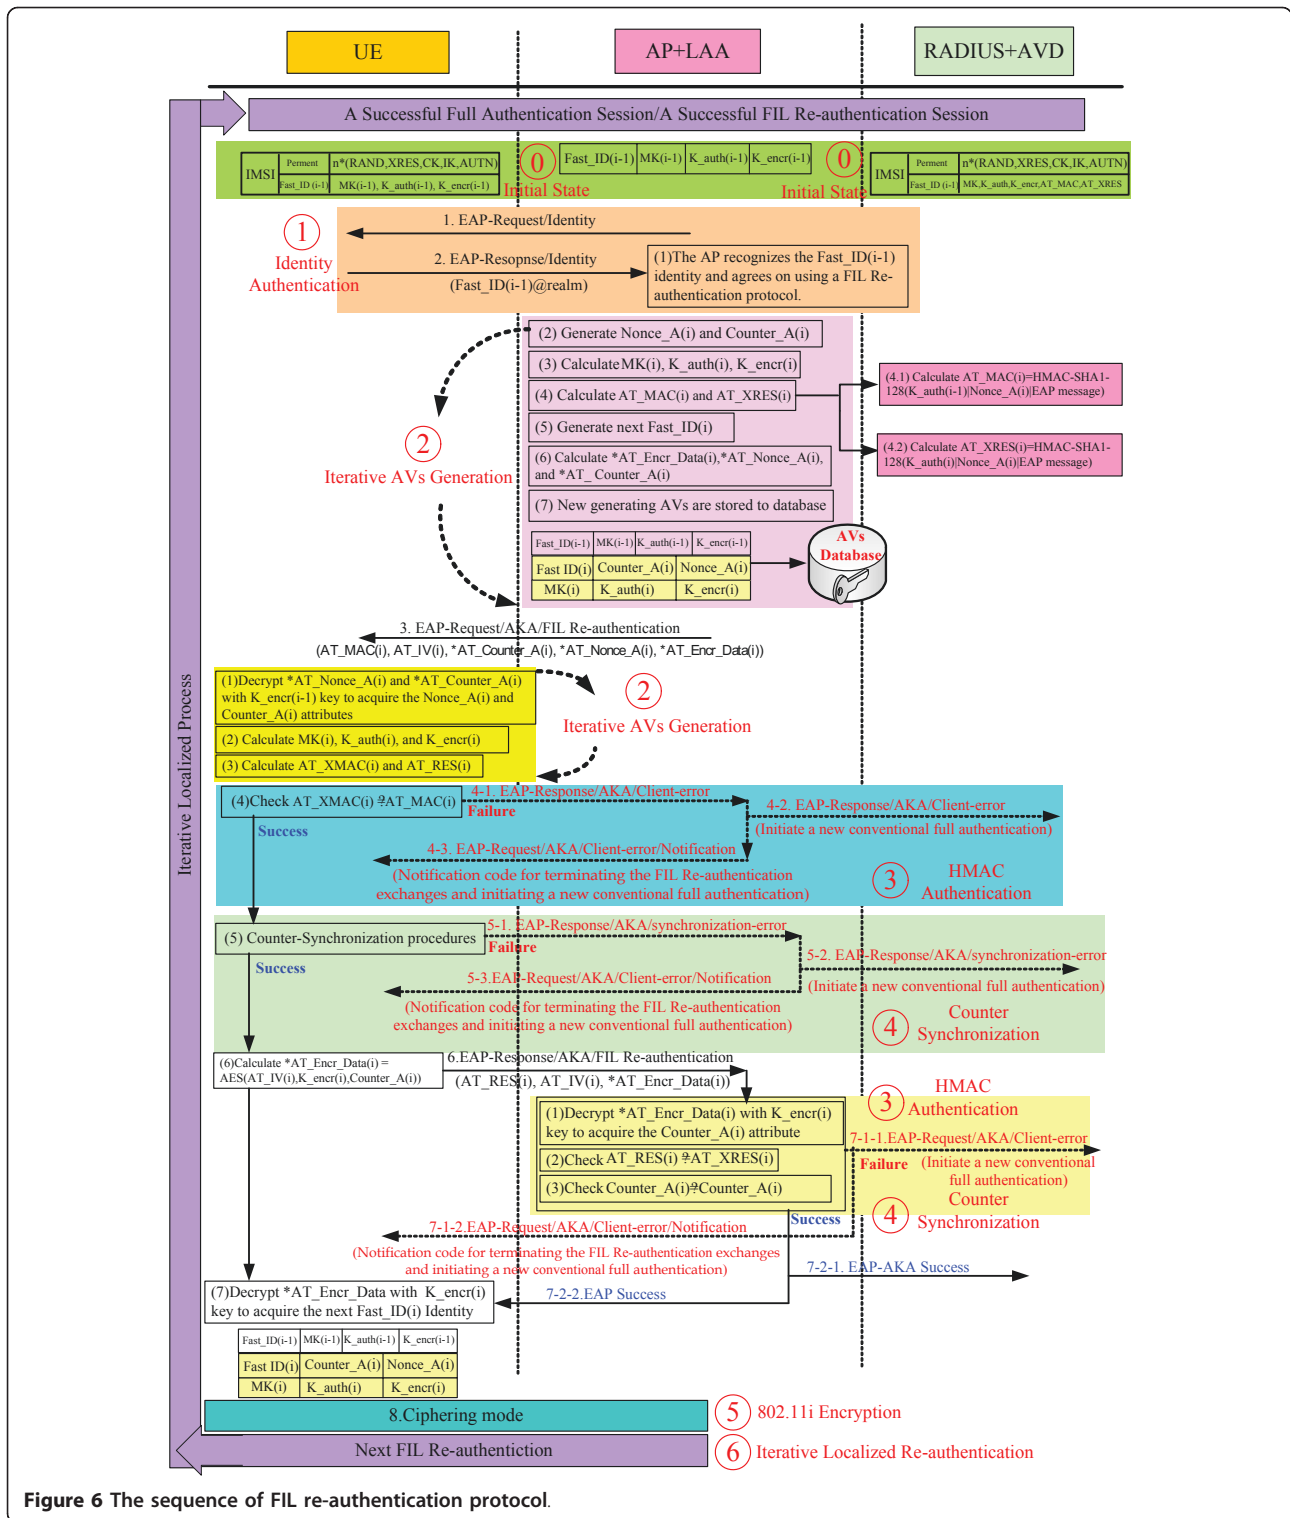 UE
AP+LAA
RADIUS+AVD
A Successful Full Authentication Session/A Successful FIL Re-authentication Session
IMSI
Perment
n*(RAND,XRES,CK,IK,AUTN)
Fast_ID (i-1)
MK(i-1), K_auth(i-1), K_encr(i-1)
0
Initial State
Fast_ID(i-1)
MK(i-1)
K_auth(i-1)
K_encr(i-1)
0
Initial State
IMSI
Perment
n*(RAND,XRES,CK,IK,AUTN)
Fast_ID (i-1)
MK,K_auth,K_encr,AT_MAC,AT_XRES
1
Identity
Authentication
1. EAP-Request/Identity
2. EAP-Resopnse/Identity
(Fast_ID(i-1)@realm)
(1)The AP recognizes the Fast_ID(i-1)
identity and agrees on using a FIL Re-
authentication protocol.
2
Iterative AVs Generation
(2) Generate Nonce_A(i) and Counter_A(i)
(3) Calculate MK(i), K_auth(i), K_encr(i)
(4) Calculate AT_MAC(i) and AT_XRES(i)
(5) Generate next Fast_ID(i)
(6) Calculate *AT_Encr_Data(i),*AT_Nonce_A(i),
and *AT_ Counter_A(i)
(7) New generating AVs are stored to database
(4.1) Calculate AT_MAC(i)=HMAC-SHA1-
128(K_auth(i-1)|Nonce_A(i)|EAP message)
(4.2) Calculate AT_XRES(i)=HMAC-SHA1-
128(K_auth(i)|Nonce_A(i)|EAP message)
Fast_ID(i-1)
MK(i-1)
K_auth(i-1)
K_encr(i-1)
Fast ID(i)
Counter_A(i)
Nonce_A(i)
MK(i)
K_auth(i)
K_encr(i)
AVs
Database
3. EAP-Request/AKA/FIL Re-authentication
(AT_MAC(i), AT_IV(i), *AT_Counter_A(i), *AT_Nonce_A(i), *AT_Encr_Data(i))
(1)Decrypt *AT_Nonce_A(i) and *AT_Counter_A(i)
with K_encr(i-1) key to acquire the Nonce_A(i) and
Counter_A(i) attributes
(2) Calculate MK(i), K_auth(i), and K_encr(i)
(3) Calculate AT_XMAC(i) and AT_RES(i)
2
Iterative AVs Generation
Iterative Localized Process
(4)Check AT_XMAC(i) ≟AT_MAC(i)
4-1. EAP-Response/AKA/Client-error
Failure
Success
4-2. EAP-Response/AKA/Client-error
(Initiate a new conventional full authentication)
4-3. EAP-Request/AKA/Client-error/Notification
(Notification code for terminating the FIL Re-authentication
exchanges and initiating a new conventional full authentication)
3
HMAC
Authentication
(5) Counter-Synchronization procedures
5-1. EAP-Response/AKA/synchronization-error
Failure
Success
5-2. EAP-Response/AKA/synchronization-error
(Initiate a new conventional full authentication)
5-3.EAP-Request/AKA/Client-error/Notification
(Notification code for terminating the FIL Re-authentication
exchanges and initiating a new conventional full authentication)
4
Counter
Synchronization
(6)Calculate *AT_Encr_Data(i) =
AES(AT_IV(i),K_encr(i),Counter_A(i))
6.EAP-Response/AKA/FIL Re-authentication
(AT_RES(i), AT_IV(i), *AT_Encr_Data(i))
(1)Decrypt *AT_Encr_Data(i) with K_encr(i)
key to acquire the Counter_A(i) attribute
(2)Check AT_RES(i) ≟AT_XRES(i)
(3)Check Counter_A(i)≟Counter_A(i)
3
HMAC
Authentication
7-1-1.EAP-Request/AKA/Client-error
Failure
(Initiate a new conventional
full authentication)
4
Counter
Synchronization
Success
7-1-2.EAP-Request/AKA/Client-error/Notification
(Notification code for terminating the FIL Re-authentication exchanges
and initiating a new conventional full authentication)
7-2-1. EAP-AKA Success
7-2-2.EAP Success
(7)Decrypt *AT_Encr_Data with K_encr(i)
key to acquire the next Fast_ID(i) Identity
Fast_ID(i-1)
MK(i-1)
K_auth(i-1)
K_encr(i-1)
Fast ID(i)
Counter_A(i)
Nonce_A(i)
MK(i)
K_auth(i)
K_encr(i)
8.Ciphering mode
5
802.11i Encryption
Next FIL Re-authentiction
6
Iterative Localized Re-authentication
Figure 6 The sequence of FIL re-authentication protocol.